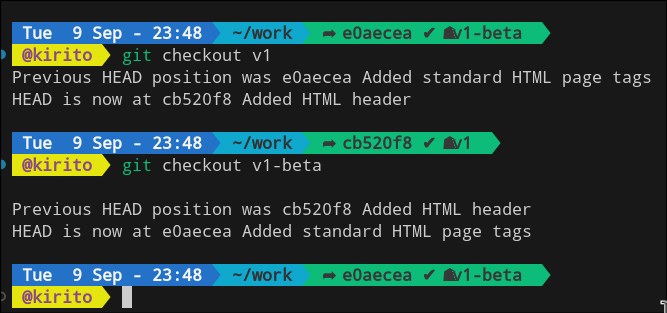 Tue  9 Sep - 23:48 ~/work ➦ e0aecea ✔ ☗v1-beta
@kirito git checkout v1
Previous HEAD position was e0aecea Added standard HTML page tags
HEAD is now at cb520f8 Added HTML header
Tue  9 Sep - 23:48 ~/work ➦ cb520f8 ✔ ☗v1
@kirito git checkout v1-beta
Previous HEAD position was cb520f8 Added HTML header
HEAD is now at e0aecea Added standard HTML page tags
Tue  9 Sep - 23:48 ~/work ➦ e0aecea ✔ ☗v1-beta
@kirito